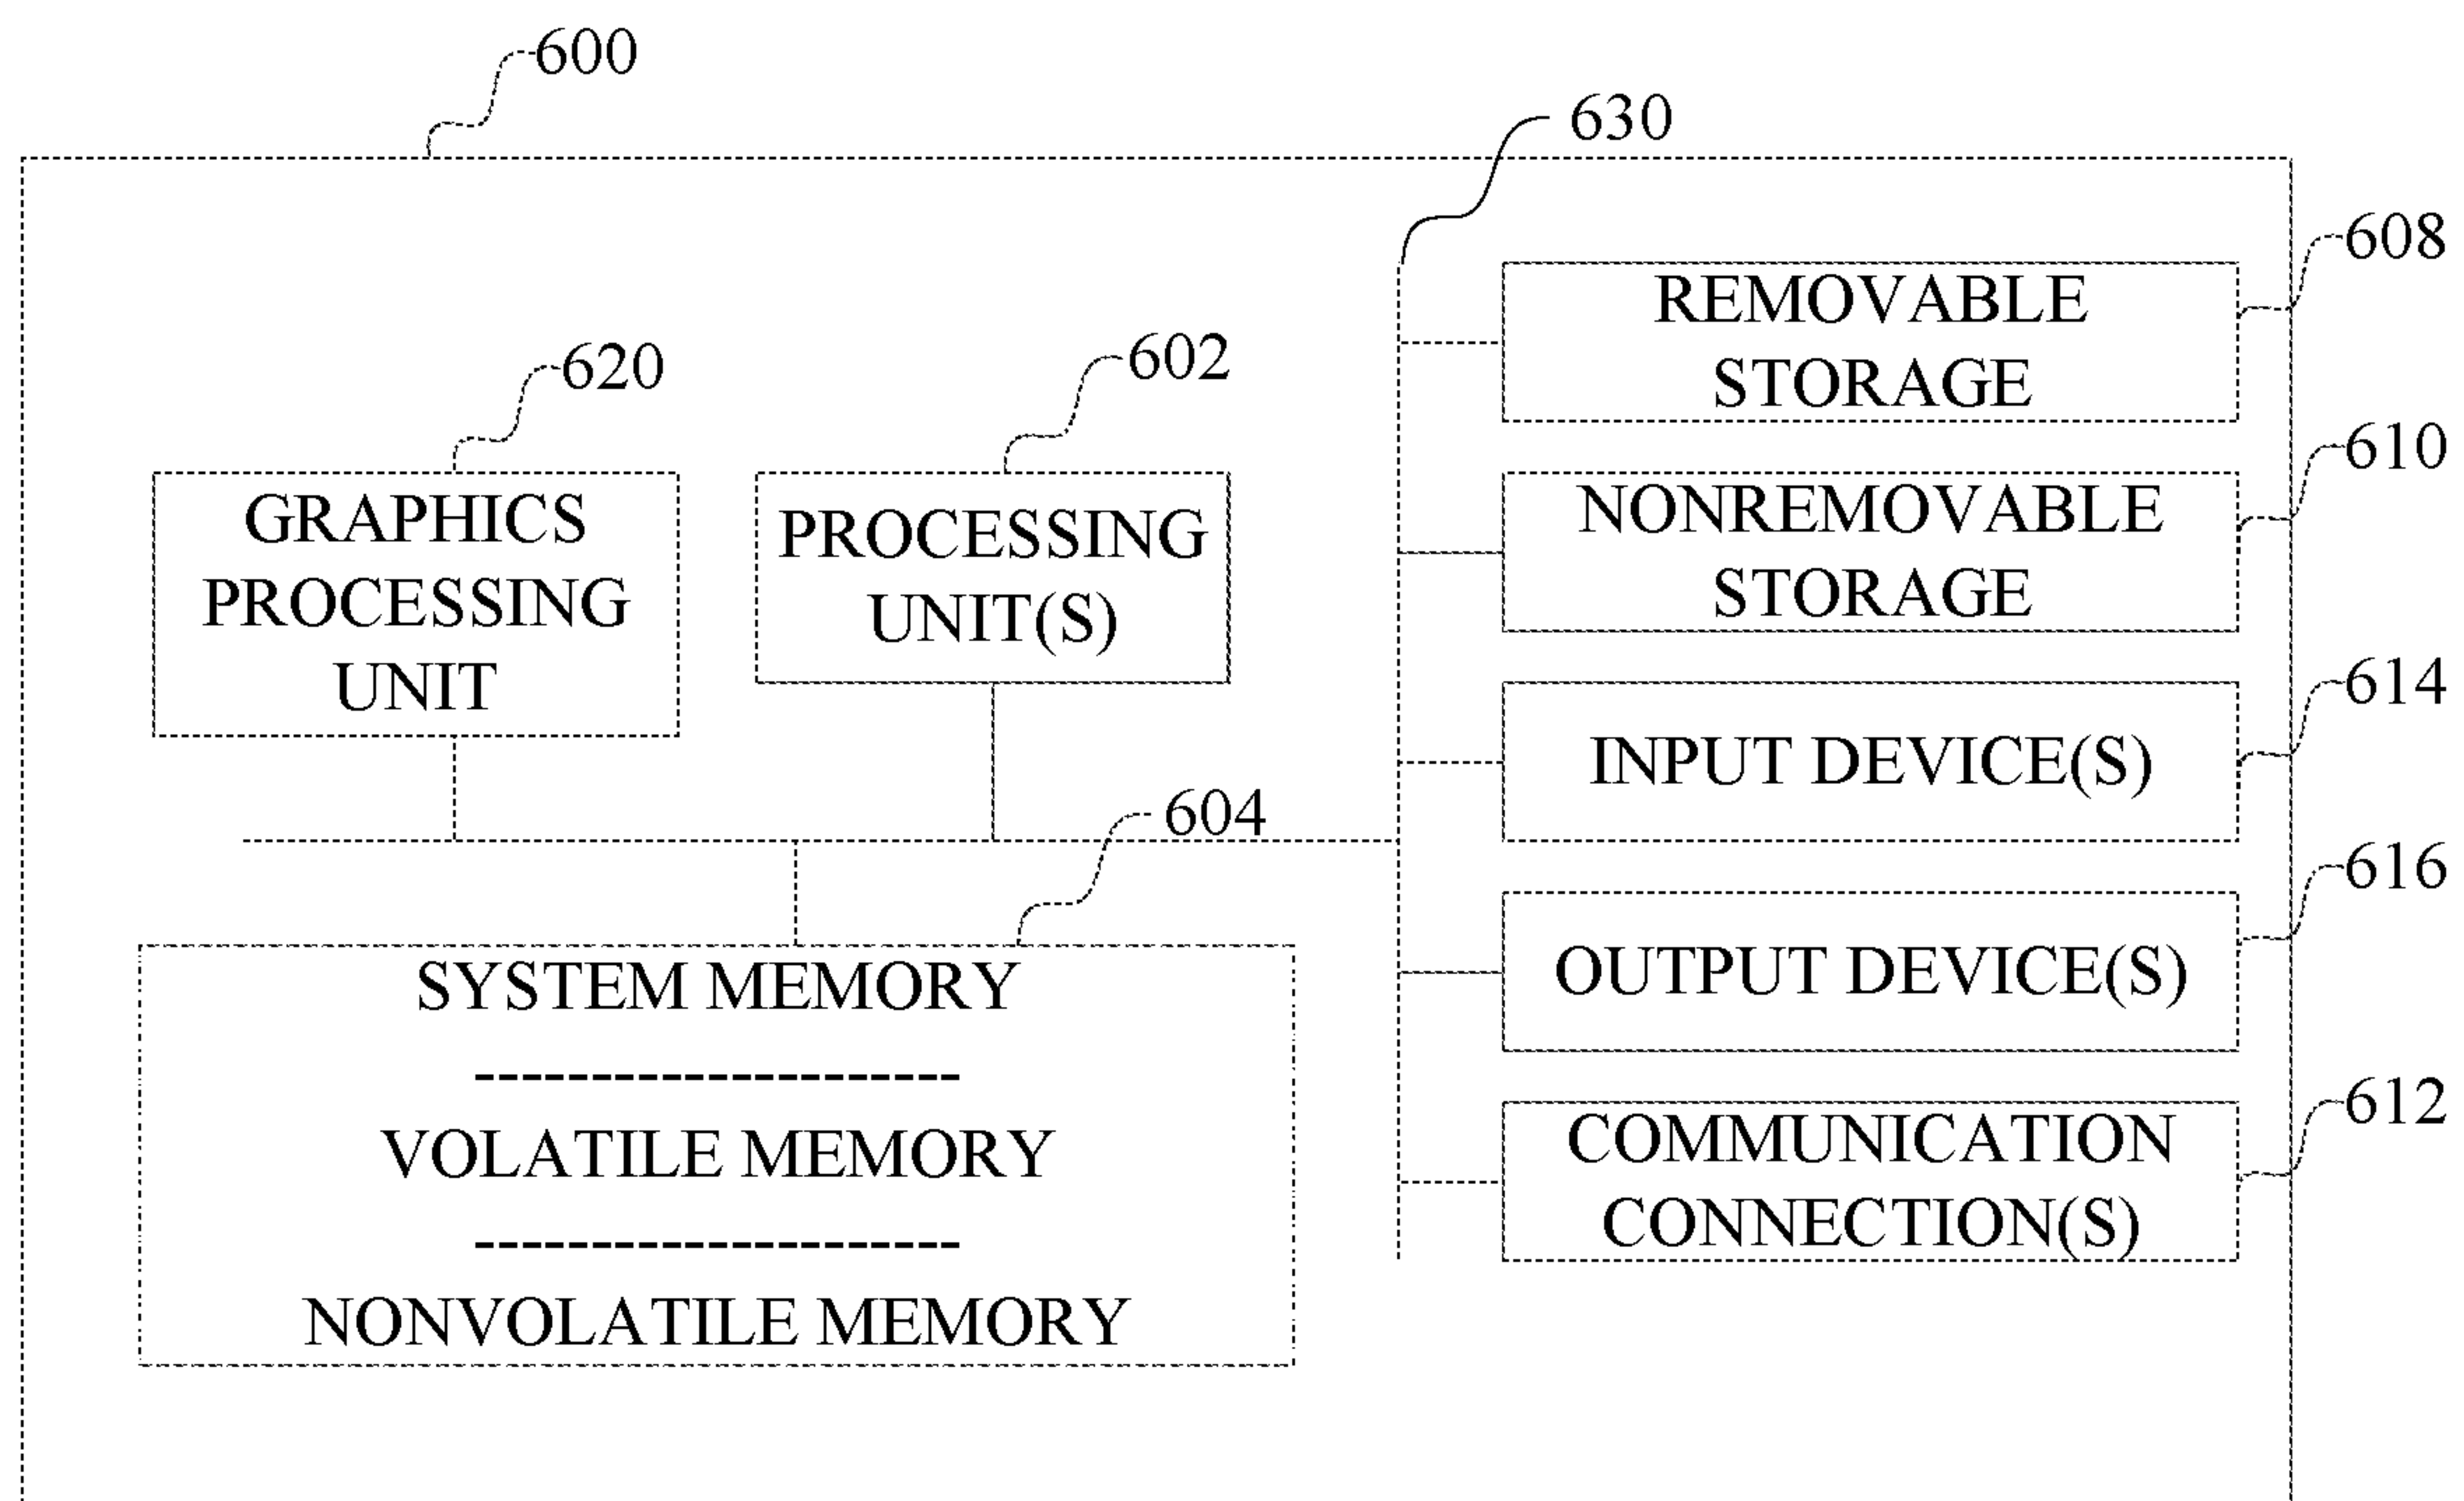 600
630
608
REMOVABLE
STORAGE
620
602
610
GRAPHICS
PROCESSING
UNIT
PROCESSING
UNIT(S)
NONREMOVABLE
STORAGE
614
INPUT DEVICE(S)
604
616
SYSTEM MEMORY
VOLATILE MEMORY
NONVOLATILE MEMORY
OUTPUT DEVICE(S)
612
COMMUNICATION
CONNECTION(S)